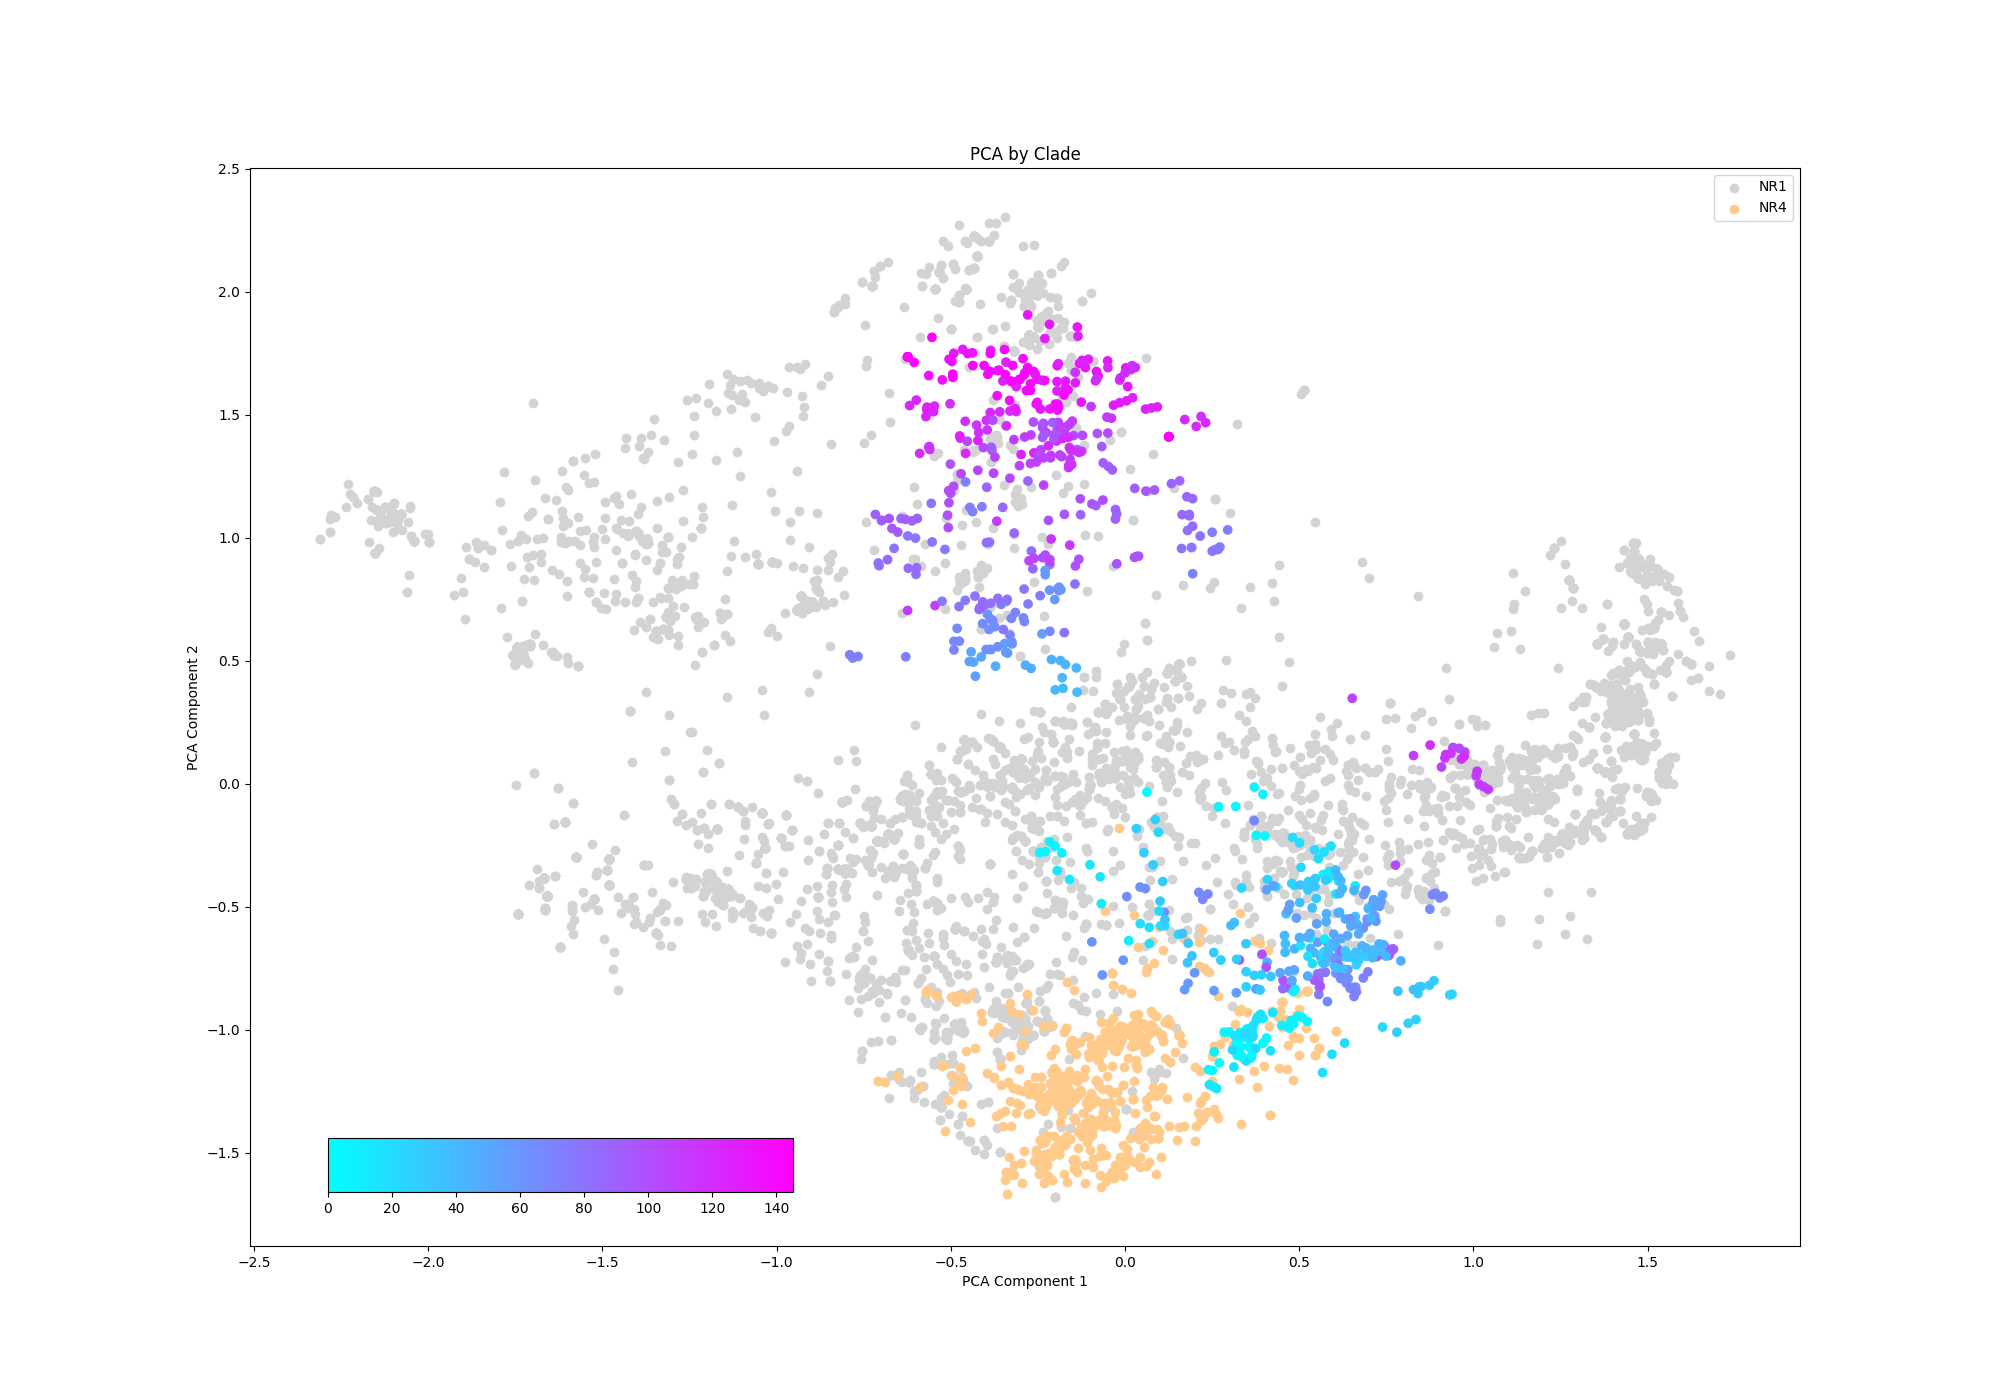 PCA by Clade
NR1
NR4
PCA Component 2
2.5
2.0
1.5
1.0
0.5
0.0
−0.5
−1.0
−1.5
0 20 40 60 80 100 120 140
−2.5 −2.0 −1.5 −1.0 −0.5 0.0 0.5 1.0 1.5
PCA Component 1